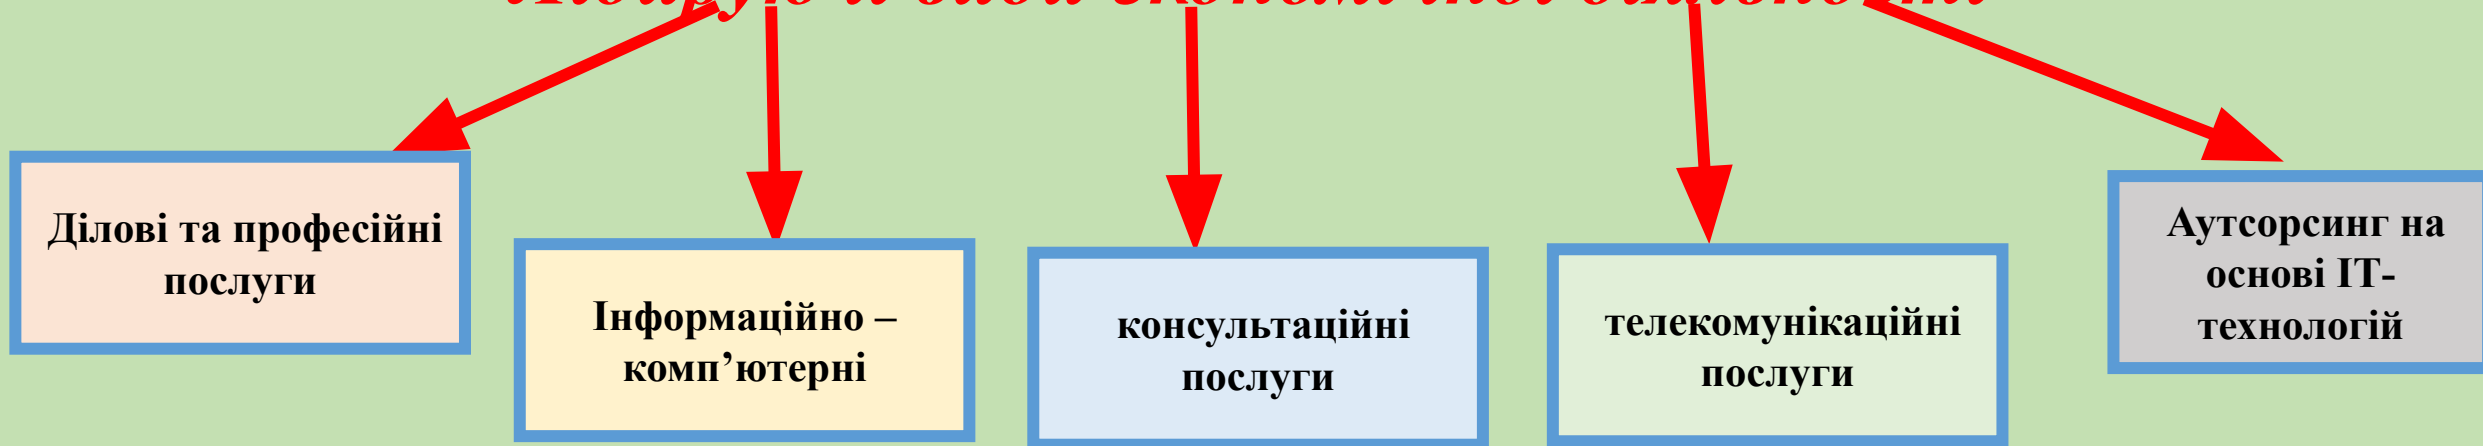 Ділові та професійні
послуги
Інформаційно –
комп’ютерні
консультаційні
послуги
телекомунікаційні
послуги
Аутсорсинг на
основі ІТ-
технологій